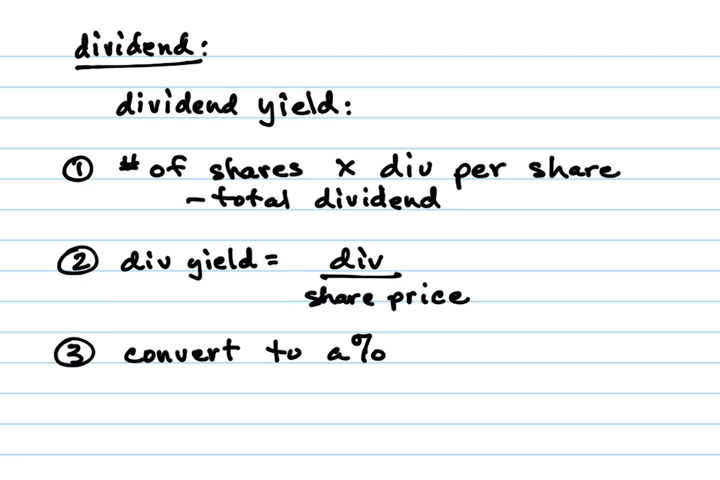 dividend:
dividend yield:
① # of shares x div per share
- total dividend
② div yield = div / share price
③ convert to a %